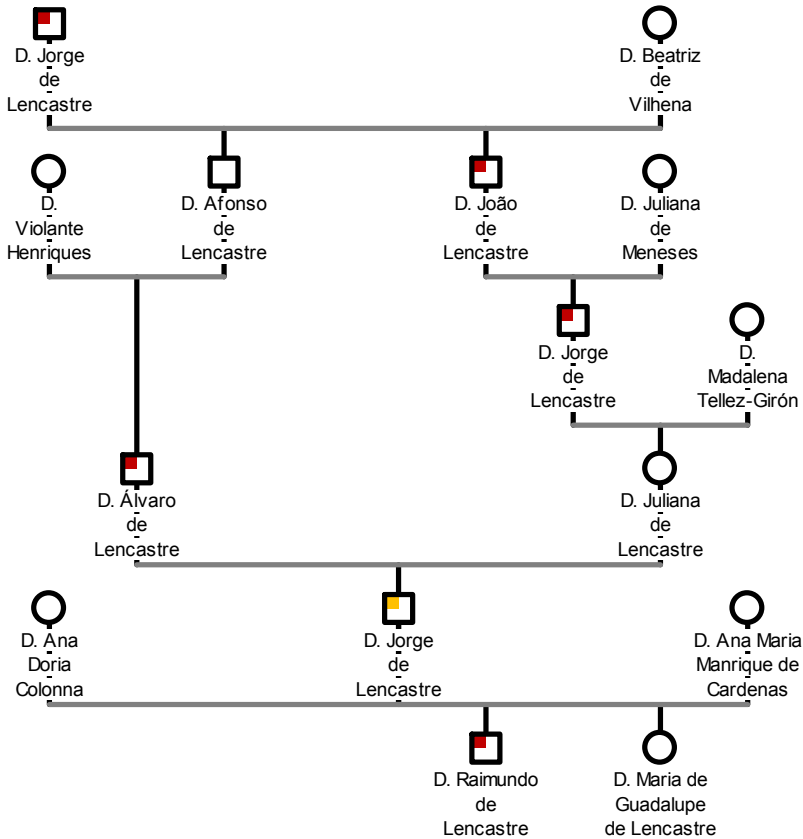 D. Jorge
de
Lencastre
D. Beatriz
de
Vilhena
D.
Violante
Henriques
D. Afonso
de
Lencastre
D. João
de
Lencastre
D. Juliana
de
Meneses
D. Jorge
de
Lencastre
D.
Madalena
Tellez-Girón
D. Álvaro
de
Lencastre
D. Juliana
de
Lencastre
D. Ana
Doria
Colonna
D. Jorge
de
Lencastre
D. Ana Maria
Manrique de
Cardenas
D. Raimundo
de
Lencastre
D. Maria de
Guadalupe
de Lencastre